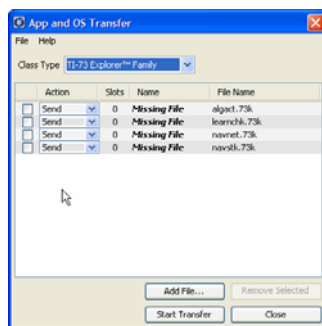 App and OS Transfer
File Help
Class Type TI-73 Explorer™ Family
Action Slots Name File Name
Send 0 Missing File algact.73k
Send 0 Missing File learnchk.73k
Send 0 Missing File navnet.73k
Send 0 Missing File navstk.73k
Add File... Remove Selected
Start Transfer Close